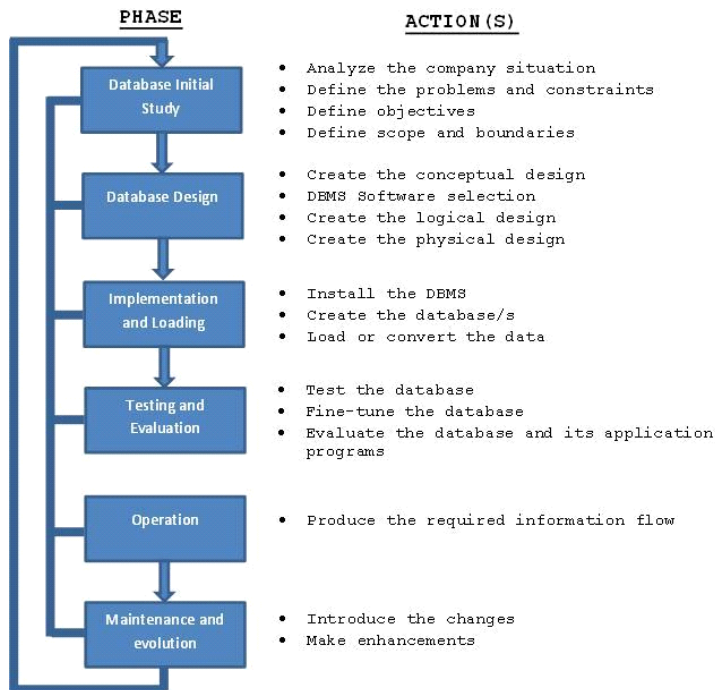 PHASE
ACTION(S)
Database Initial
Study
• Analyze the company situation
• Define the problems and constraints
• Define objectives
• Define scope and boundaries
Database Design
• Create the conceptual design
• DBMS Software selection
• Create the logical design
• Create the physical design
Implementation
and Loading
• Install the DBMS
• Create the database/s
• Load or convert the data
Testing and
Evaluation
• Test the database
• Fine-tune the database
• Evaluate the database and its application
programs
Operation
• Produce the required information flow
Maintenance and
evolution
• Introduce the changes
• Make enhancements